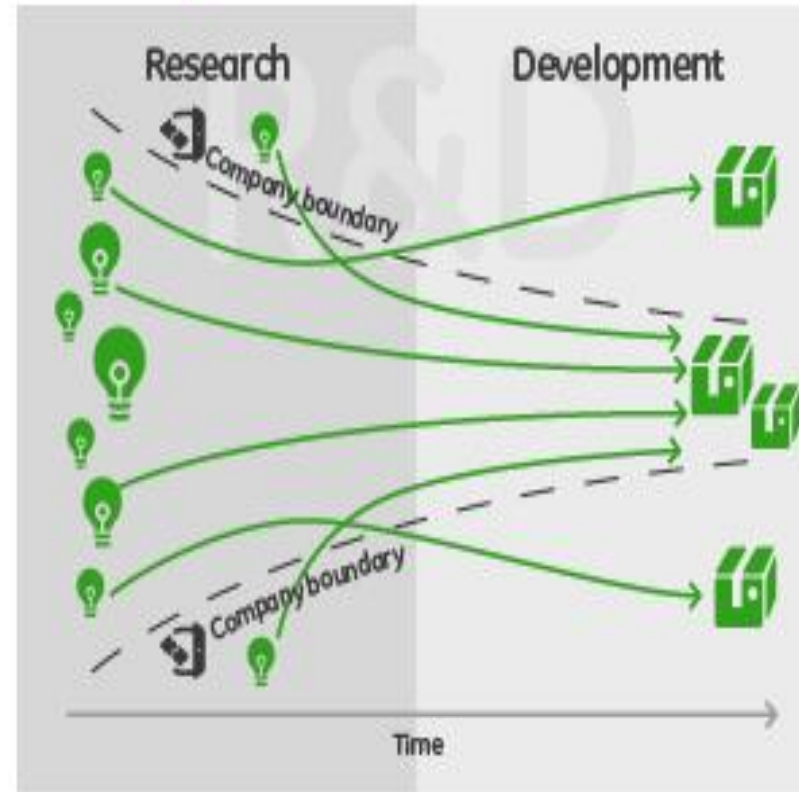 R&D
Research
Development
Company boundary
Company boundary
Time